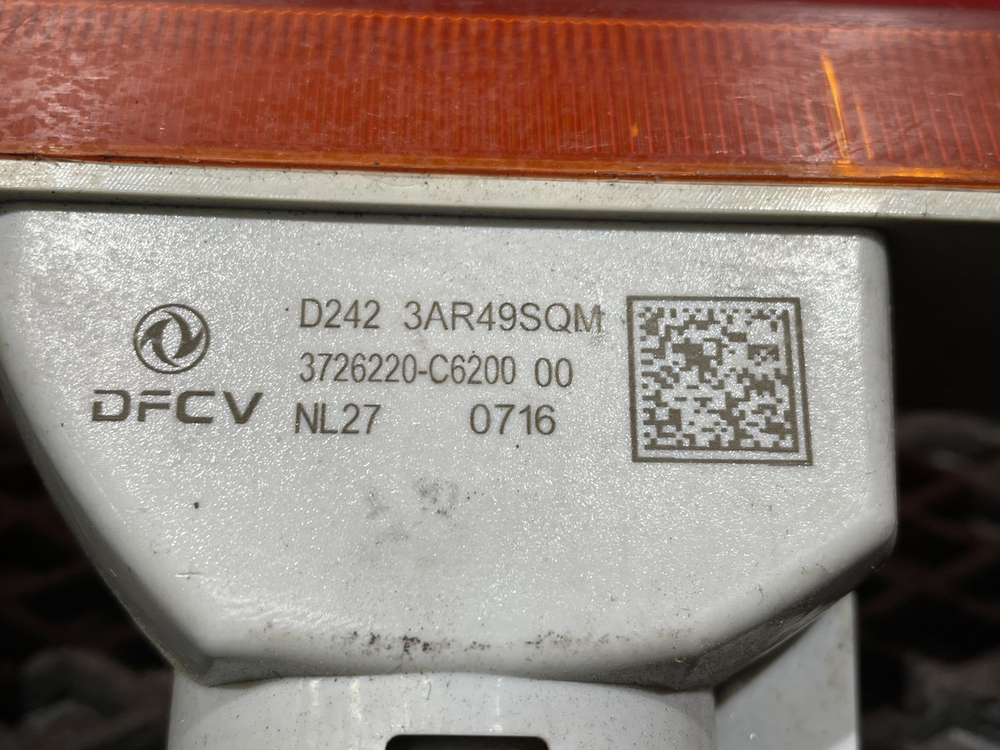 D242 3AR49SQM
3726220-C6200 00
DFCV
NL27 0716